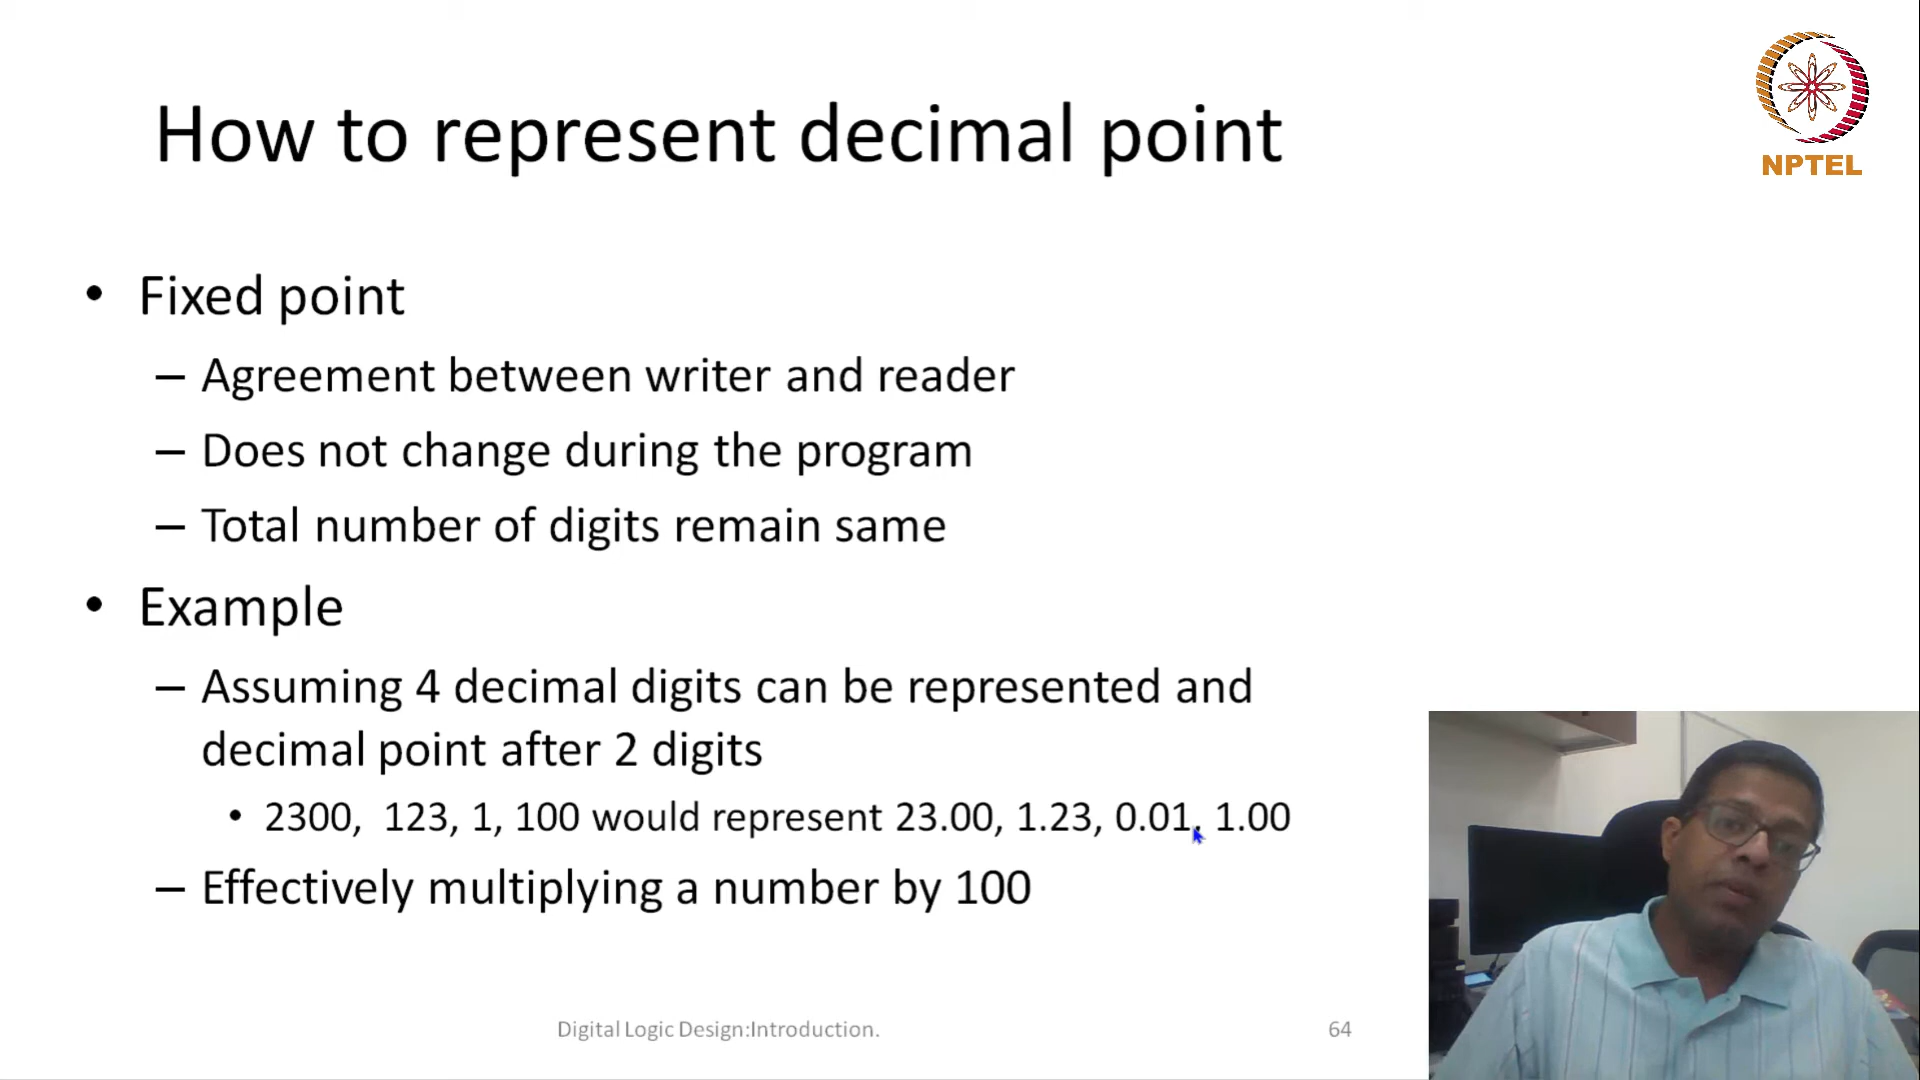 How to represent decimal point
NPTEL
• Fixed point
– Agreement between writer and reader
– Does not change during the program
– Total number of digits remain same
• Example
– Assuming 4 decimal digits can be represented and
decimal point after 2 digits
• 2300, 123, 1, 100 would represent 23.00, 1.23, 0.01, 1.00
– Effectively multiplying a number by 100
Digital Logic Design:Introduction.
64